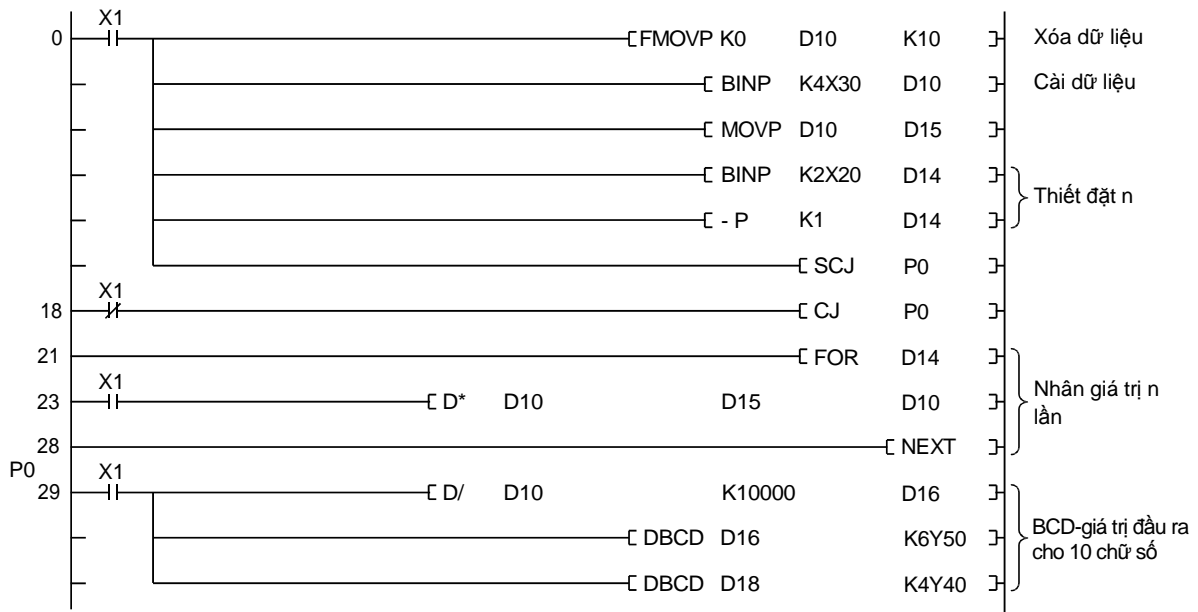 X1
0 FMOVP K0 D10 K10 Xóa dữ liệu
BINP K4X30 D10 Cài dữ liệu
MOVP D10 D15
BINP K2X20 D14
Thiết đặt n
- P K1 D14
SCJ P0
X1
18 CJ P0
21 FOR D14
X1
23 D* D10 D15 D10
Nhân giá trị n
lần
28 NEXT
P0 X1
29 D/ D10 K10000 D16
DBCD D16 K6Y50
BCD-giá trị đầu ra
cho 10 chữ số
DBCD D18 K4Y40